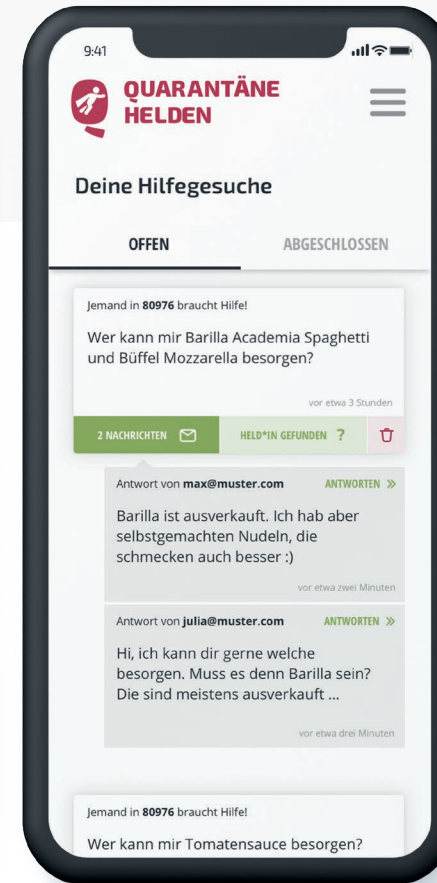 9:41
QUARANTÄNE
HELDEN
Deine Hilfegesuche
OFFEN ABGESCHLOSSEN
Jemand in 80976 braucht Hilfe!
Wer kann mir Barilla Academia Spaghetti
und Büffel Mozzarella besorgen?
vor etwa 3 Stunden
2 NACHRICHTEN HELD*IN GEFUNDEN ?
Antwort von max@muster.com ANTWORTEN »
Barilla ist ausverkauft. Ich hab aber
selbstgemachten Nudeln, die
schmecken auch besser :)
vor etwa zwei Minuten
Antwort von julia@muster.com ANTWORTEN »
Hi, ich kann dir gerne welche
besorgen. Muss es denn Barilla sein?
Die sind meistens ausverkauft ...
vor etwa drei Minuten
Jemand in 80976 braucht Hilfe!
Wer kann mir Tomatensauce besorgen?